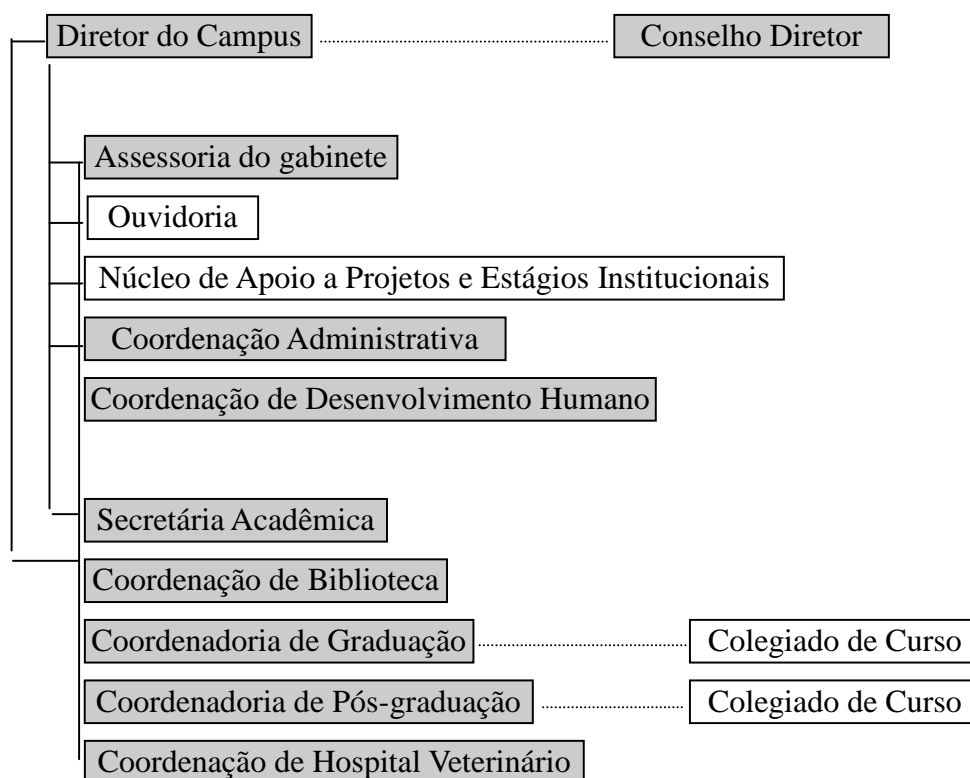 Diretor do Campus
Conselho Diretor
Assessoria do gabinete
Ouvidoria
Núcleo de Apoio a Projetos e Estágios Institucionais
Coordenação Administrativa
Coordenação de Desenvolvimento Humano
Secretária Acadêmica
Coordenação de Biblioteca
Coordenadoria de Graduação
Colegiado de Curso
Coordenadoria de Pós-graduação
Colegiado de Curso
Coordenação de Hospital Veterinário